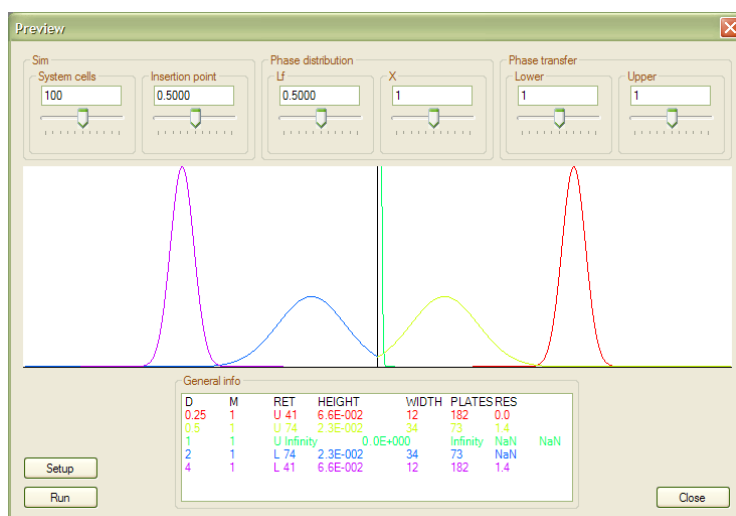 Preview
Sim Phase distribution Phase transfer
System cells Insertion point Lf X Lower Upper
100 0.5000 0.5000 1 1 1
General info
D M RET HEIGHT WIDTH PLATES RES
0.25 1 U 41 6.6E-002 12 182 0.0
0.5 1 U 74 2.3E-002 34 73 1.4
1 1 U Infinity 0.0E+000 Infinity NaN NaN
2 1 L 74 2.3E-002 34 73 NaN
4 1 L 41 6.6E-002 12 182 1.4
Setup
Run Close